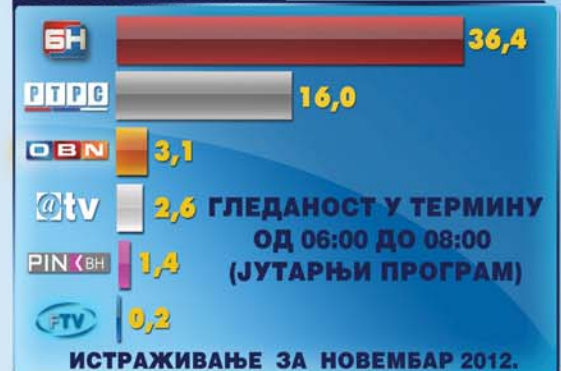 БН 36,4
РТРС 16,0
OBN 3,1
@tv 2,6
PINK BH 1,4
FTV 0,2
ГЛЕДАНОСТ У ТЕРМИНУ
ОД 06:00 ДО 08:00
(ЈУТАРЊИ ПРОГРАМ)
ИСТРАЖИВАЊЕ ЗА НОВЕМБАР 2012.